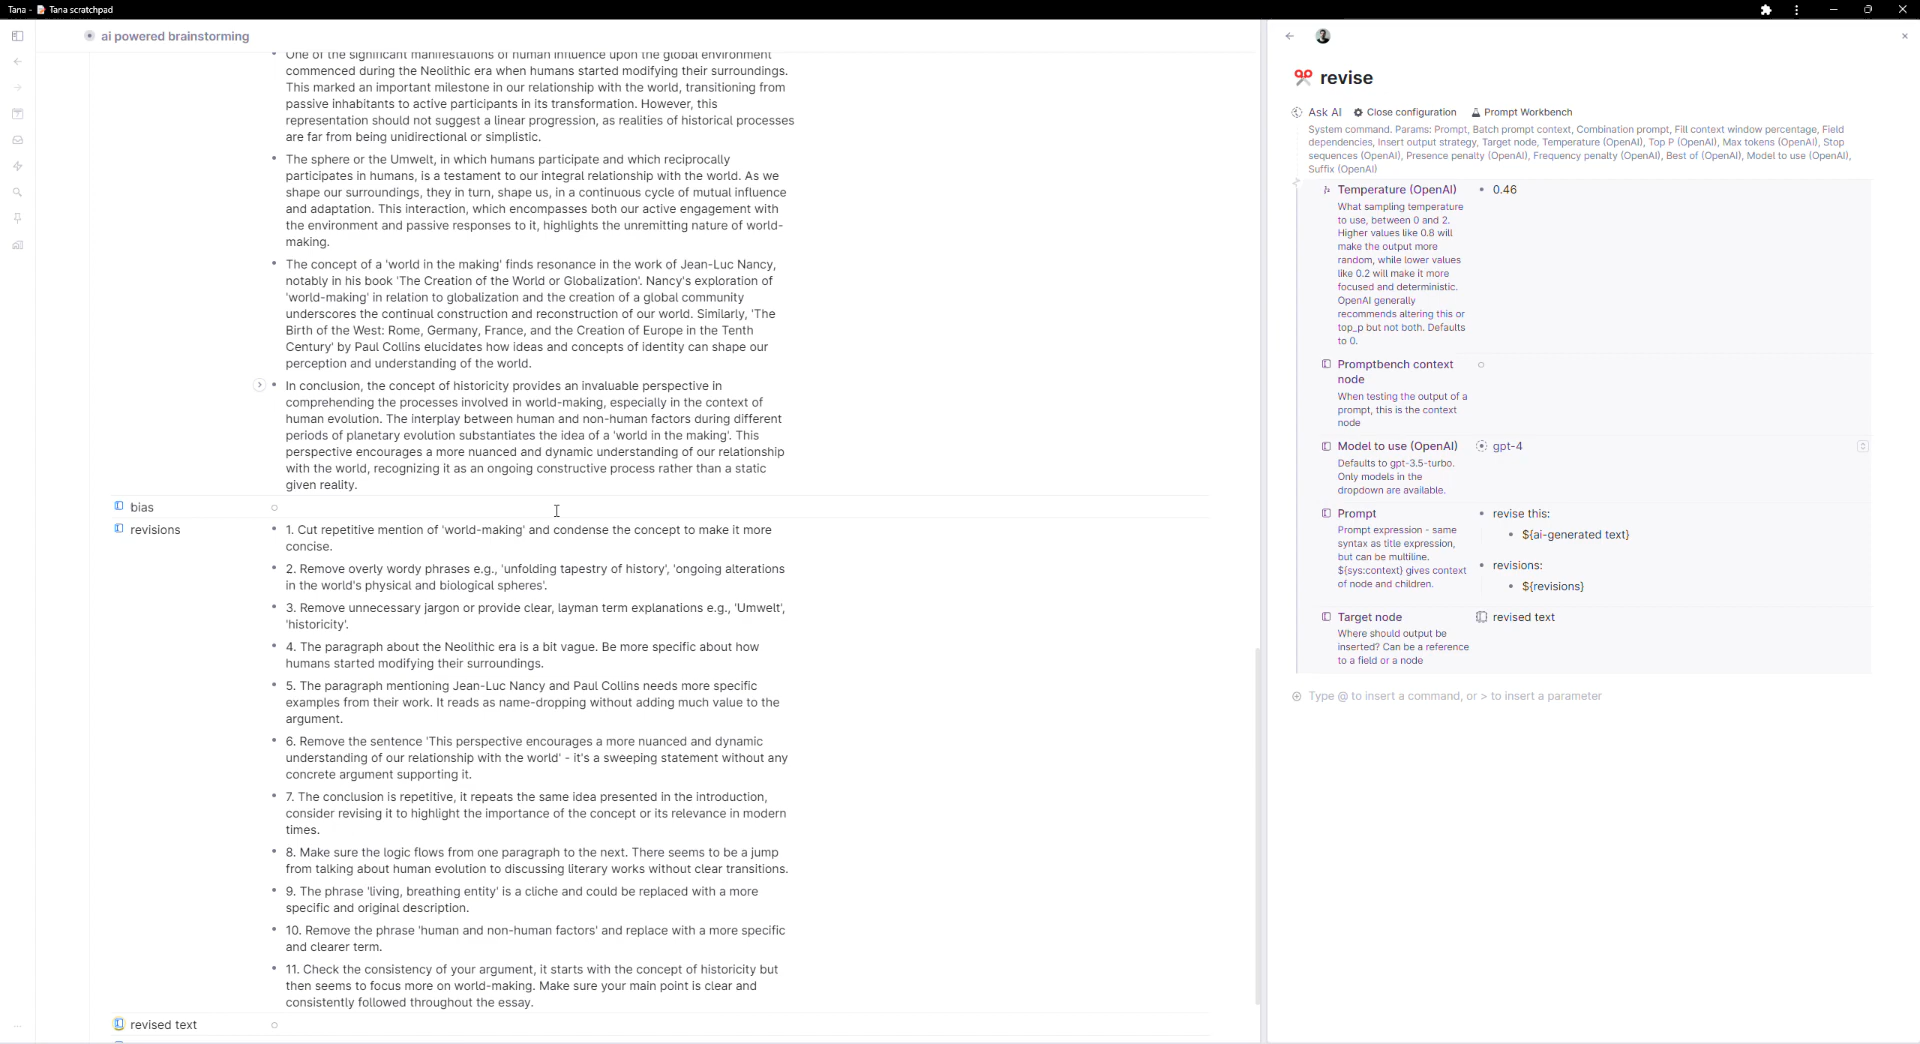 Tana - Tana scratchpad
ai powered brainstorming
One of the significant manifestations of human influence upon the global environment
commenced during the Neolithic era when humans started modifying their surroundings.
This marked an important milestone in our relationship with the world, transitioning from
passive inhabitants to active participants in its transformation. However, this
representation should not suggest a linear progression, as realities of historical processes
are far from being unidirectional or simplistic.
The sphere or the Umwelt, in which humans participate and which reciprocally
participates in humans, is a testament to our integral relationship with the world. As we
shape our surroundings, they in turn, shape us, in a continuous cycle of mutual influence
and adaptation. This interaction, which encompasses both our active engagement with
the environment and passive responses to it, highlights the unremitting nature of world-
making.
The concept of a 'world in the making' finds resonance in the work of Jean-Luc Nancy,
notably in his book 'The Creation of the World or Globalization'. Nancy's exploration of
'world-making' in relation to globalization and the creation of a global community
underscores the continual construction and reconstruction of our world. Similarly, 'The
Birth of the West: Rome, Germany, France, and the Creation of Europe in the Tenth
Century' by Paul Collins elucidates how ideas and concepts of identity can shape our
perception and understanding of the world.
In conclusion, the concept of historicity provides an invaluable perspective in
comprehending the processes involved in world-making, especially in the context of
human evolution. The interplay between human and non-human factors during different
periods of planetary evolution substantiates the idea of a 'world in the making'. This
perspective encourages a more nuanced and dynamic understanding of our relationship
with the world, recognizing it as an ongoing constructive process rather than a static
given reality.
bias
revisions
1. Cut repetitive mention of 'world-making' and condense the concept to make it more
concise.
2. Remove overly wordy phrases e.g., 'unfolding tapestry of history', 'ongoing alterations
in the world's physical and biological spheres'.
3. Remove unnecessary jargon or provide clear, layman term explanations e.g., 'Umwelt',
'historicity'.
4. The paragraph about the Neolithic era is a bit vague. Be more specific about how
humans started modifying their surroundings.
5. The paragraph mentioning Jean-Luc Nancy and Paul Collins needs more specific
examples from their work. It reads as name-dropping without adding much value to the
argument.
6. Remove the sentence 'This perspective encourages a more nuanced and dynamic
understanding of our relationship with the world' - it's a sweeping statement without any
concrete argument supporting it.
7. The conclusion is repetitive, it repeats the same idea presented in the introduction,
consider revising it to highlight the importance of the concept or its relevance in modern
times.
8. Make sure the logic flows from one paragraph to the next. There seems to be a jump
from talking about human evolution to discussing literary works without clear transitions.
9. The phrase 'living, breathing entity' is a cliche and could be replaced with a more
specific and original description.
10. Remove the phrase 'human and non-human factors' and replace with a more specific
and clearer term.
11. Check the consistency of your argument, it starts with the concept of historicity but
then seems to focus more on world-making. Make sure your main point is clear and
consistently followed throughout the essay.
revised text
revise
Ask AI Close configuration Prompt Workbench
System command. Params: Prompt, Batch prompt context, Combination prompt, Fill context window percentage, Field
dependencies, Insert output strategy, Target node, Temperature (OpenAI), Top P (OpenAI), Max tokens (OpenAI), Stop
sequences (OpenAI), Presence penalty (OpenAI), Frequency penalty (OpenAI), Best of (OpenAI), Model to use (OpenAI),
Suffix (OpenAI)
Temperature (OpenAI) 0.46
What sampling temperature
to use, between 0 and 2.
Higher values like 0.8 will
make the output more
random, while lower values
like 0.2 will make it more
focused and deterministic.
OpenAI generally
recommends altering this or
top_p but not both. Defaults
to 0.
Promptbench context
node
When testing the output of a
prompt, this is the context
node
Model to use (OpenAI) gpt-4
Defaults to gpt-3.5-turbo.
Only models in the
dropdown are available.
Prompt
Prompt expression - same
syntax as title expression,
but can be multiline.
${sys:context} gives context
of node and children.
revise this:
${ai-generated text}
revisions:
${revisions}
Target node revised text
Where should output be
inserted? Can be a reference
to a field or a node
Type @ to insert a command, or > to insert a parameter